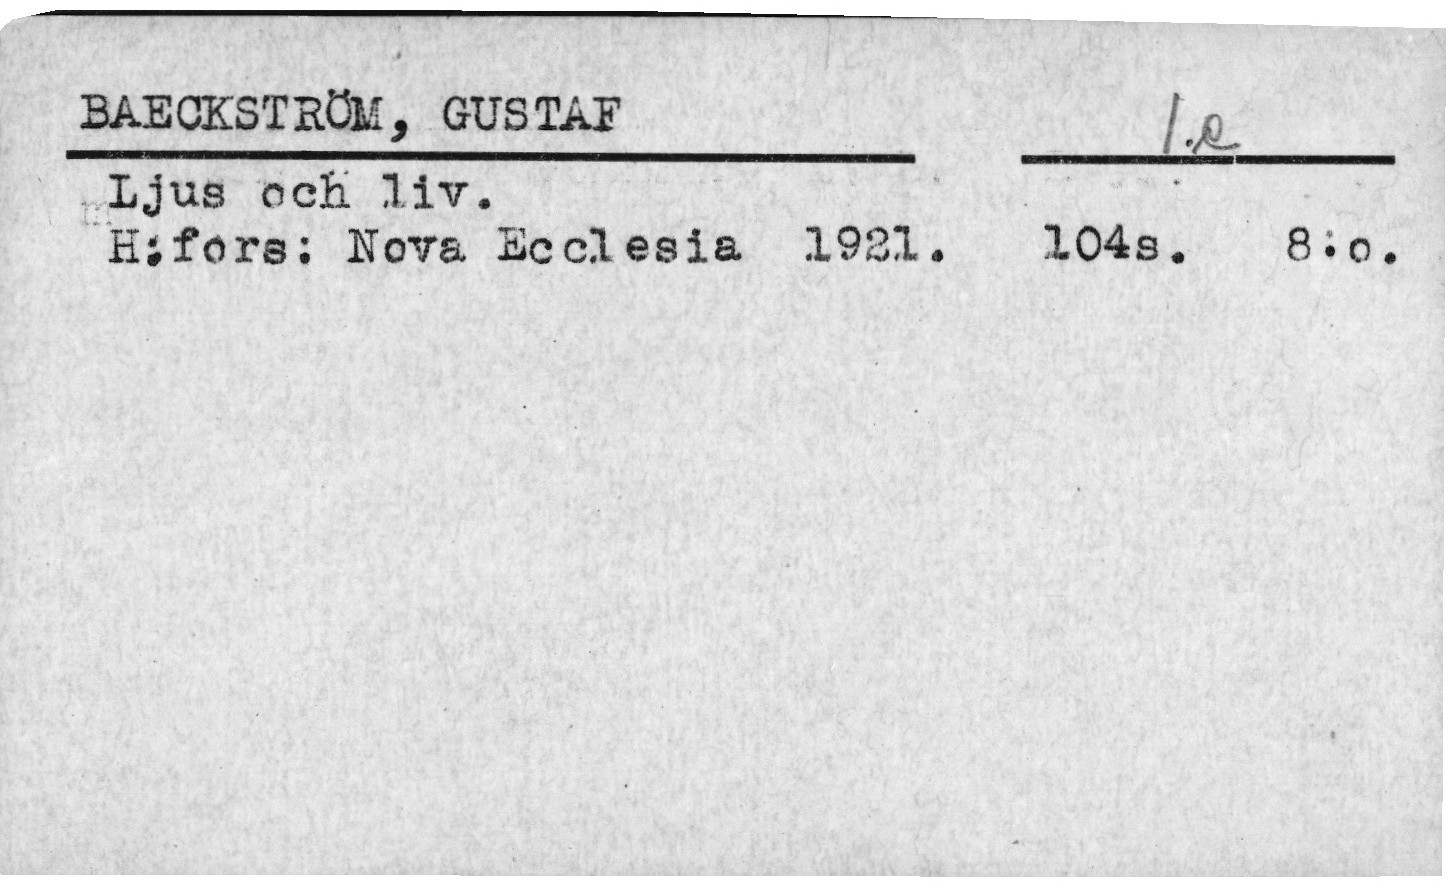 BAECKSTRÖM, GUSTAF
1.e
Ljus och liv.
H:fors: Nova Ecclesia 1921. 104s. 8:o.